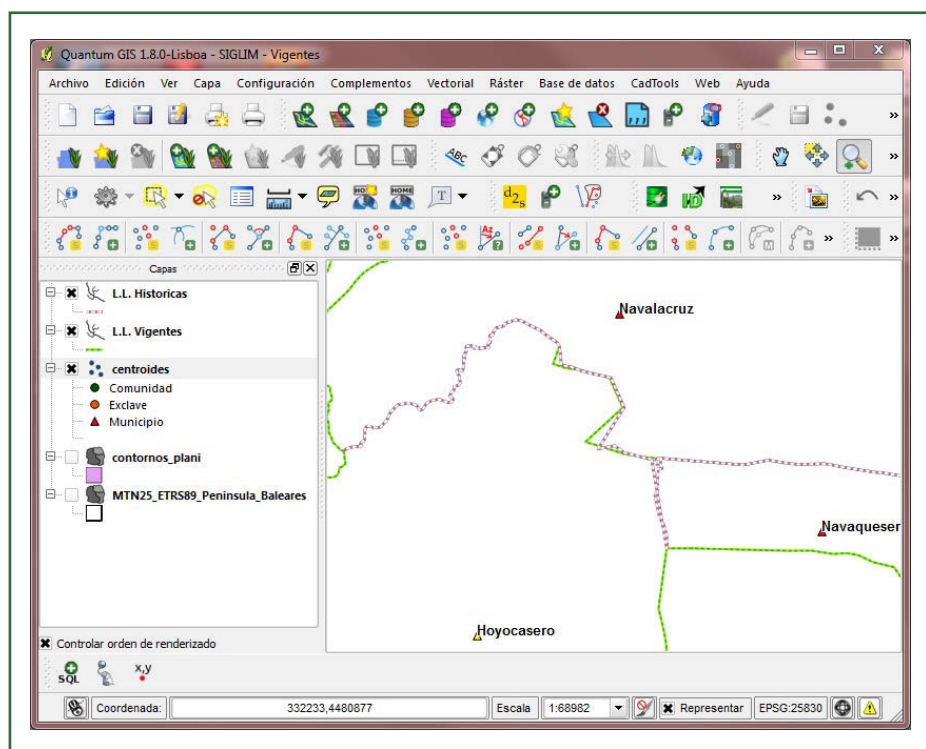 Quantum GIS 1.8.0-Lisboa - SIGLIM - Vigentes
Archivo Edición Ver Capa Configuración Complementos Vectorial Ráster Base de datos CadTools Web Ayuda
Capas
L.L. Historicas
L.L. Vigentes
centroides
Comunidad
Exclave
Municipio
contornos_plani
MTN25_ETRS89_Peninsula_Baleares
Navalacruz
Navaqueser
Hoyocasero
Controlar orden de renderizado
SQL
x,y
Coordenada: 332233,4480877 Escala 1:68982 Representar EPSG:25830